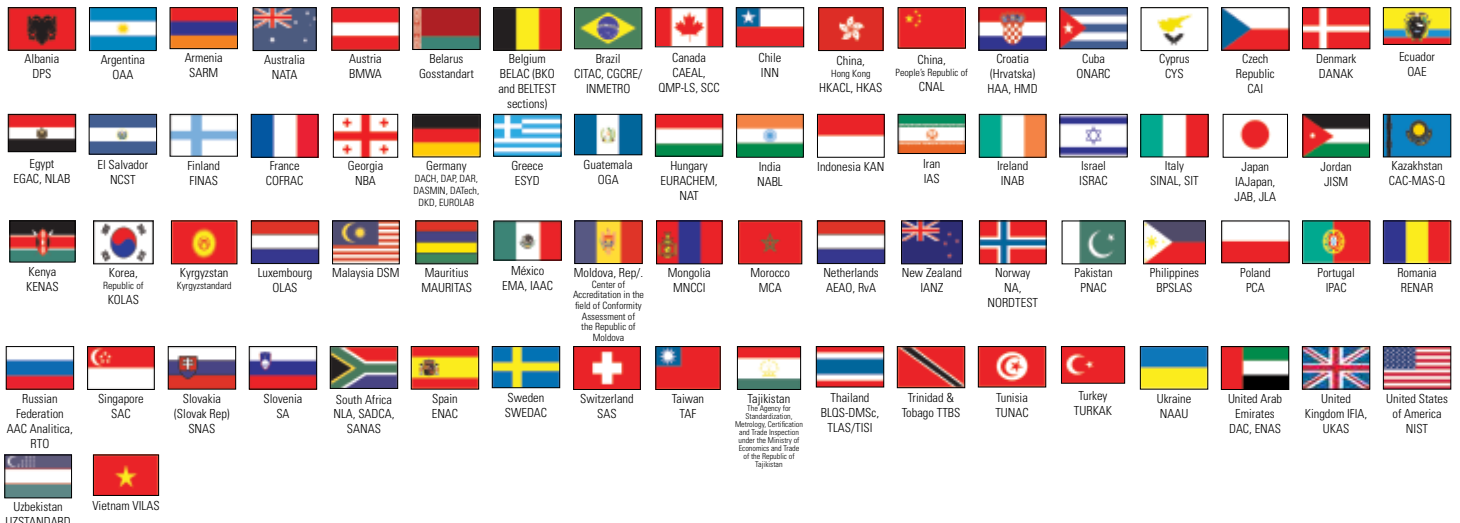 Albania
DPS
Argentina
OAA
Armenia
SARM
Australia
NATA
Austria
BMWA
Belarus
Gosstandart
Belgium
BELAC (BKO
and BELTEST
sections)
Brazil
CITAC, CGCRE/
INMETRO
Canada
CAEAL,
QMP-LS, SCC
Chile
INN
China,
Hong Kong
HKACL, HKAS
China,
People's Republic of
CNAL
Croatia
(Hrvatska)
HAA, HMD
Cuba
ONARC
Cyprus
CYS
Czech
Republic
CAI
Denmark
DANAK
Ecuador
OAE
Egypt
EGAC, NLAB
El Salvador
NCST
Finland
FINAS
France
COFRAC
Georgia
NBA
Germany
DACH, DAP, DAR,
DASMIN, DATech,
DKD, EUROLAB
Greece
ESYD
Guatemala
OGA
Hungary
EURACHEM,
NAT
India
NABL
Indonesia KAN
Iran
IAS
Ireland
INAB
Israel
ISRAC
Italy
SINAL, SIT
Japan
IAJapan,
JAB, JLA
Jordan
JISM
Kazakhstan
CAC-MAS-Q
Kenya
KENAS
Korea,
Republic of
KOLAS
Kyrgyzstan
Kyrgyzstandard
Luxembourg
OLAS
Malaysia DSM
Mauritius
MAURITAS
México
EMA, IAAC
Moldova, Rep/.
Center of
Accreditation in the
field of Conformity
Assessment of
the Republic of
Moldova
Mongolia
MNCCI
Morocco
MCA
Netherlands
AEAO, RvA
New Zealand
IANZ
Norway
NA,
NORDTEST
Pakistan
PNAC
Philippines
BPSLAS
Poland
PCA
Portugal
IPAC
Romania
RENAR
Russian
Federation
AAC Analitica,
RTO
Singapore
SAC
Slovakia
(Slovak Rep)
SNAS
Slovenia
SA
South Africa
NLA, SADCA,
SANAS
Spain
ENAC
Sweden
SWEDAC
Switzerland
SAS
Taiwan
TAF
Tajikistan
The Agency for
Standardization,
Metrology, Certification
and Trade Inspection
under the Ministry of
Economics and Trade
of the Republic of
Tajikistan
Thailand
BLQS-DMSc,
TLAS/TISI
Trinidad &
Tobago TTBS
Tunisia
TUNAC
Turkey
TURKAK
Ukraine
NAAU
United Arab
Emirates
DAC, ENAS
United
Kingdom IFIA,
UKAS
United States
of America
NIST
Uzbekistan
UZSTANDARD
Vietnam VILAS